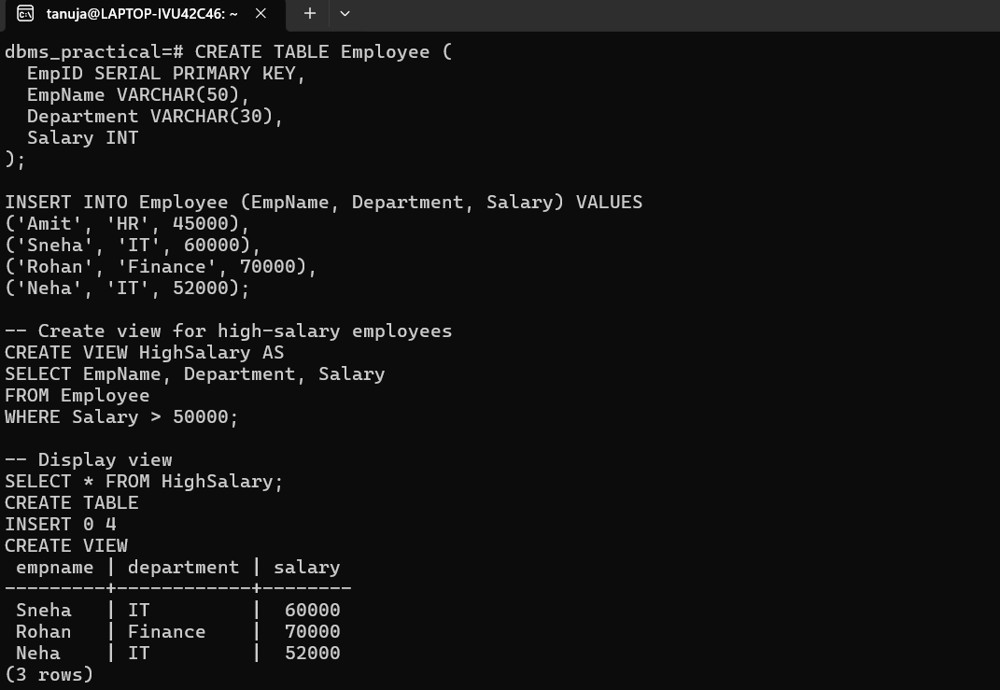 tanuja@LAPTOP-IVU42C46: ~
dbms_practical=# CREATE TABLE Employee (
  EmpID SERIAL PRIMARY KEY,
  EmpName VARCHAR(50),
  Department VARCHAR(30),
  Salary INT
);

INSERT INTO Employee (EmpName, Department, Salary) VALUES
('Amit', 'HR', 45000),
('Sneha', 'IT', 60000),
('Rohan', 'Finance', 70000),
('Neha', 'IT', 52000);

-- Create view for high-salary employees
CREATE VIEW HighSalary AS
SELECT EmpName, Department, Salary
FROM Employee
WHERE Salary > 50000;

-- Display view
SELECT * FROM HighSalary;
CREATE TABLE
INSERT 0 4
CREATE VIEW
 empname | department | salary
---------+------------+--------
 Sneha   | IT         |  60000
 Rohan   | Finance    |  70000
 Neha    | IT         |  52000
(3 rows)